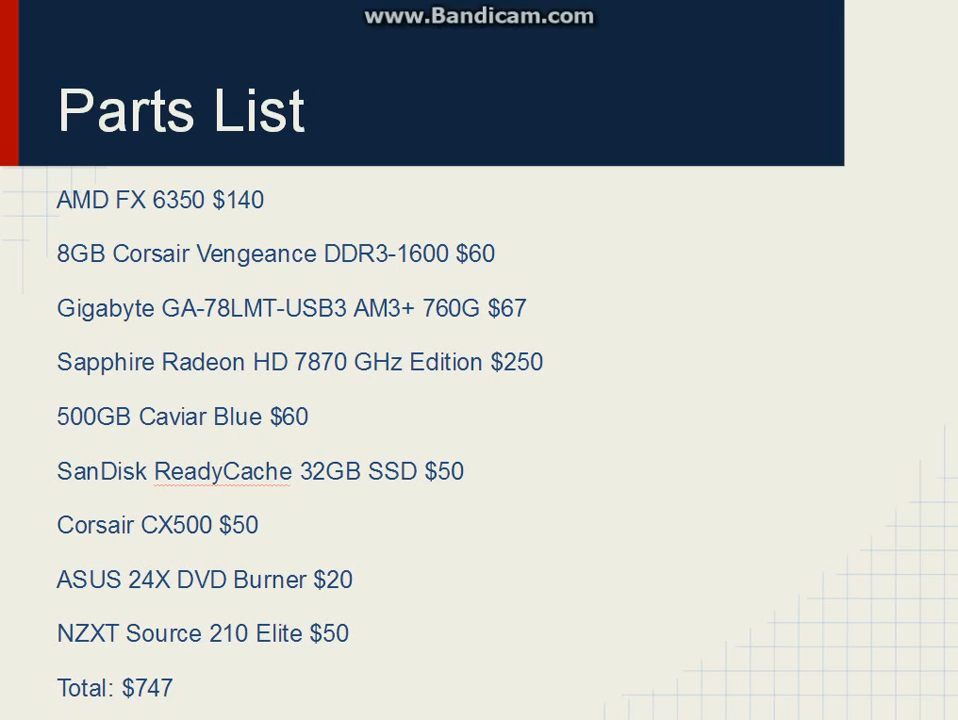 www.Bandicam.com
Parts List
AMD FX 6350 $140
8GB Corsair Vengeance DDR3-1600 $60
Gigabyte GA-78LMT-USB3 AM3+ 760G $67
Sapphire Radeon HD 7870 GHz Edition $250
500GB Caviar Blue $60
SanDisk ReadyCache 32GB SSD $50
Corsair CX500 $50
ASUS 24X DVD Burner $20
NZXT Source 210 Elite $50
Total: $747